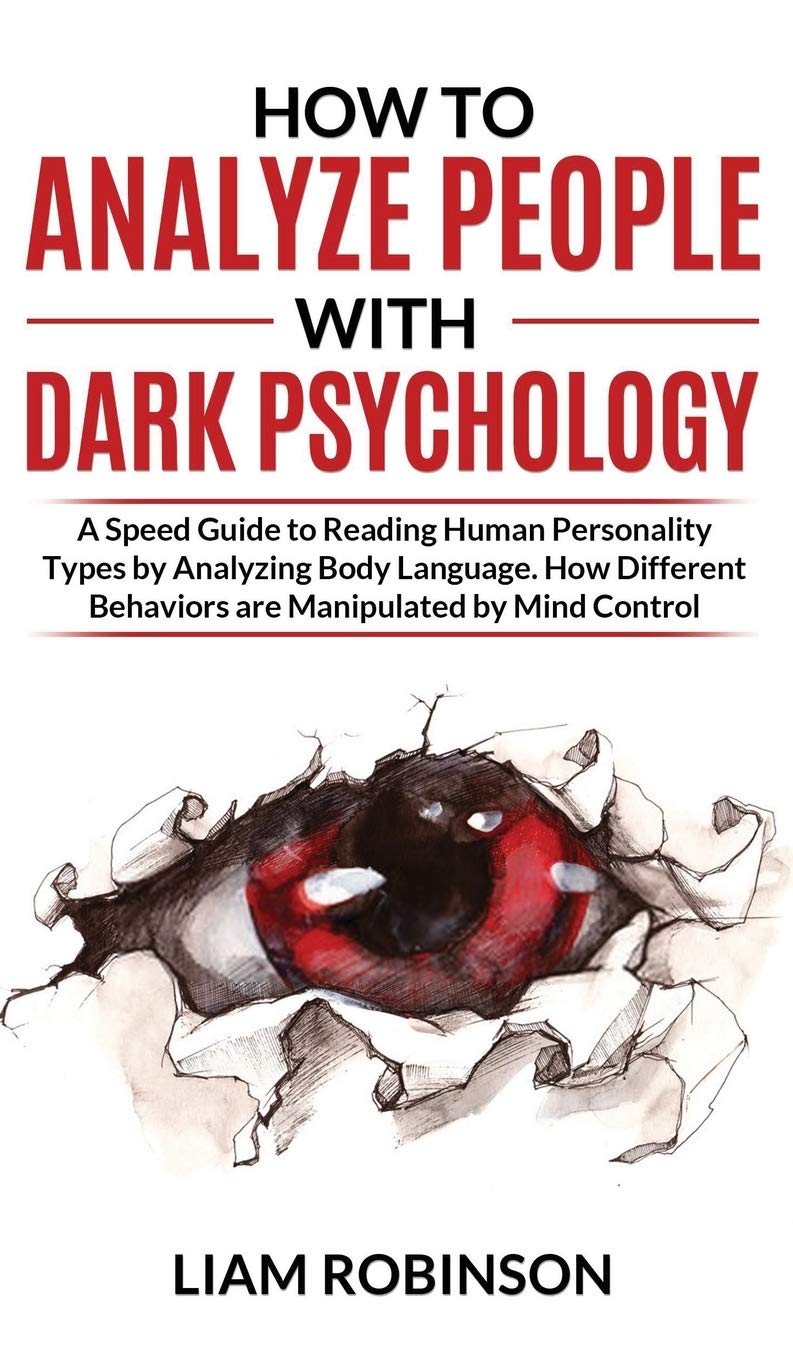 HOW TO
ANALYZE PEOPLE
WITH
DARK PSYCHOLOGY
A Speed Guide to Reading Human Personality
Types by Analyzing Body Language. How Different
Behaviors are Manipulated by Mind Control
LIAM ROBINSON